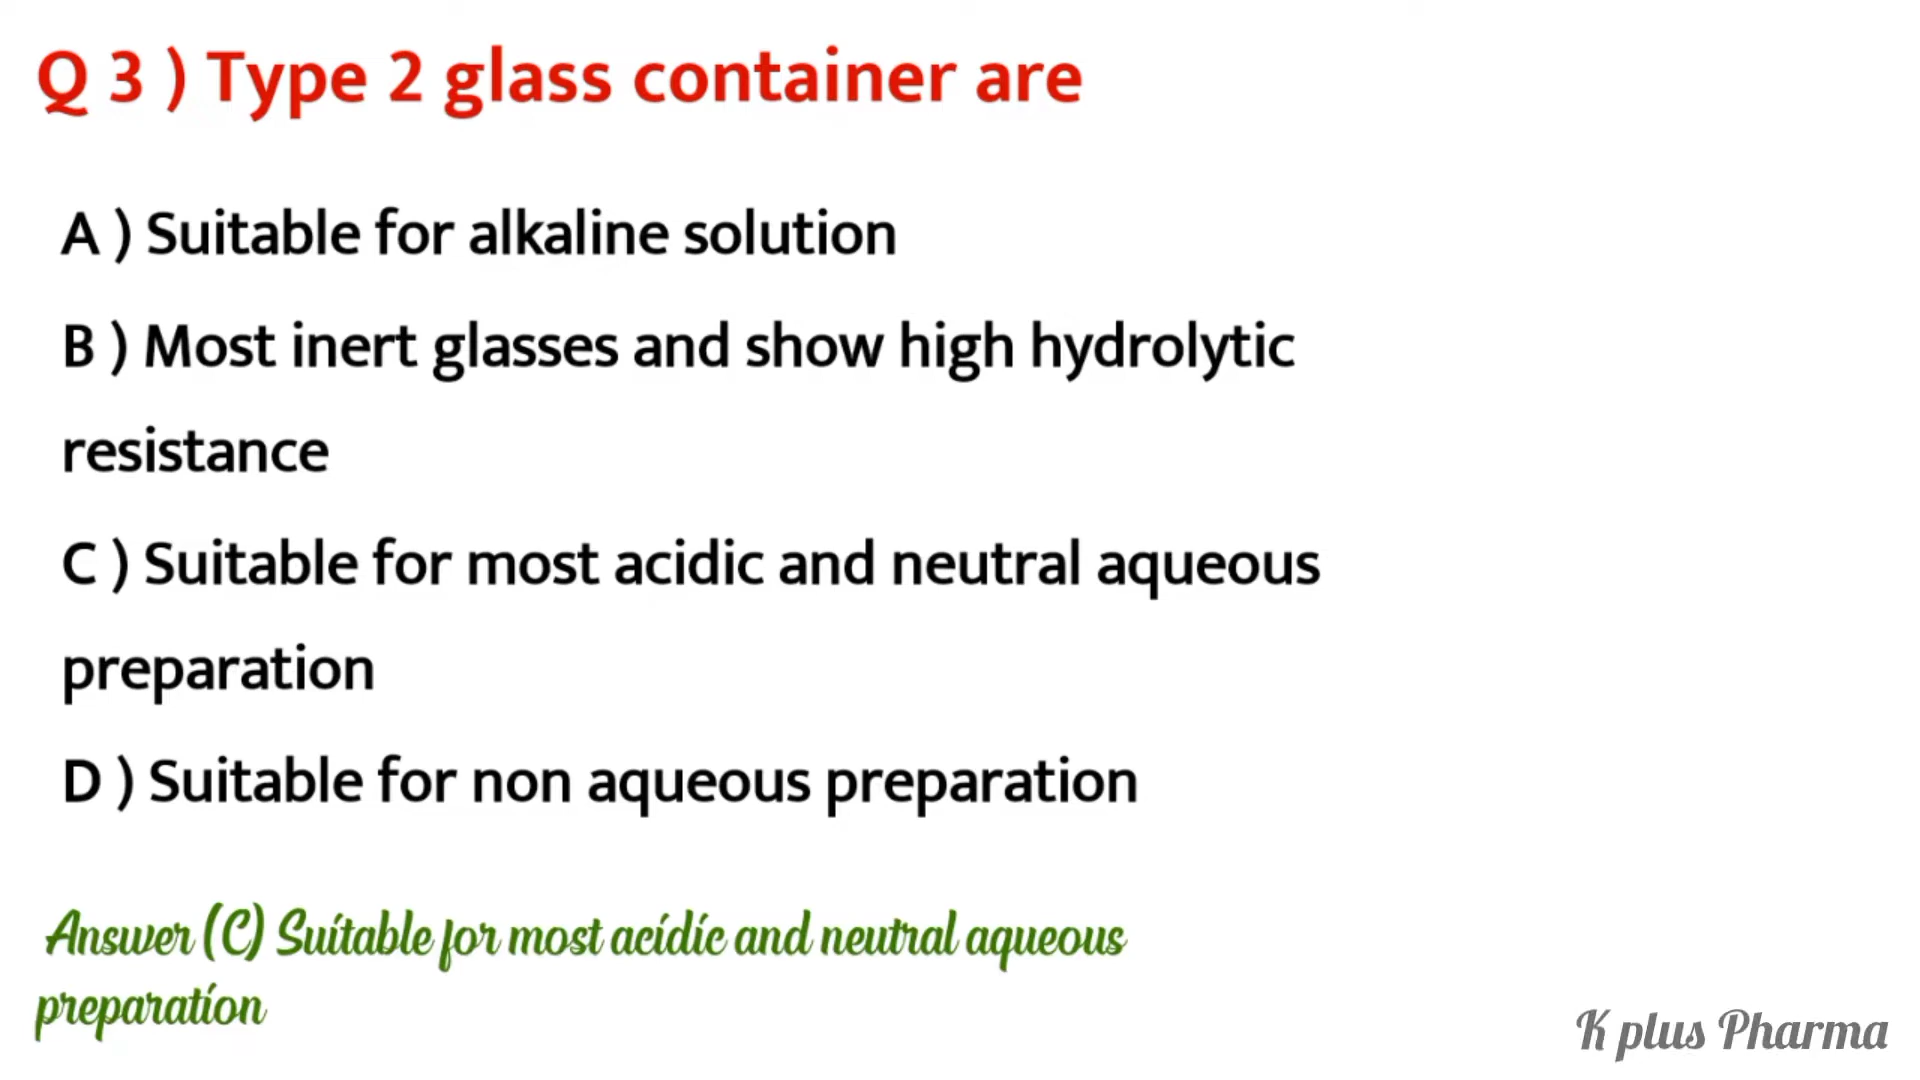 Q 3 ) Type 2 glass container are
A ) Suitable for alkaline solution
B ) Most inert glasses and show high hydrolytic
resistance
C ) Suitable for most acidic and neutral aqueous
preparation
D ) Suitable for non aqueous preparation
Answer (C) Suitable for most acidic and neutral aqueous
preparation
K plus Pharma